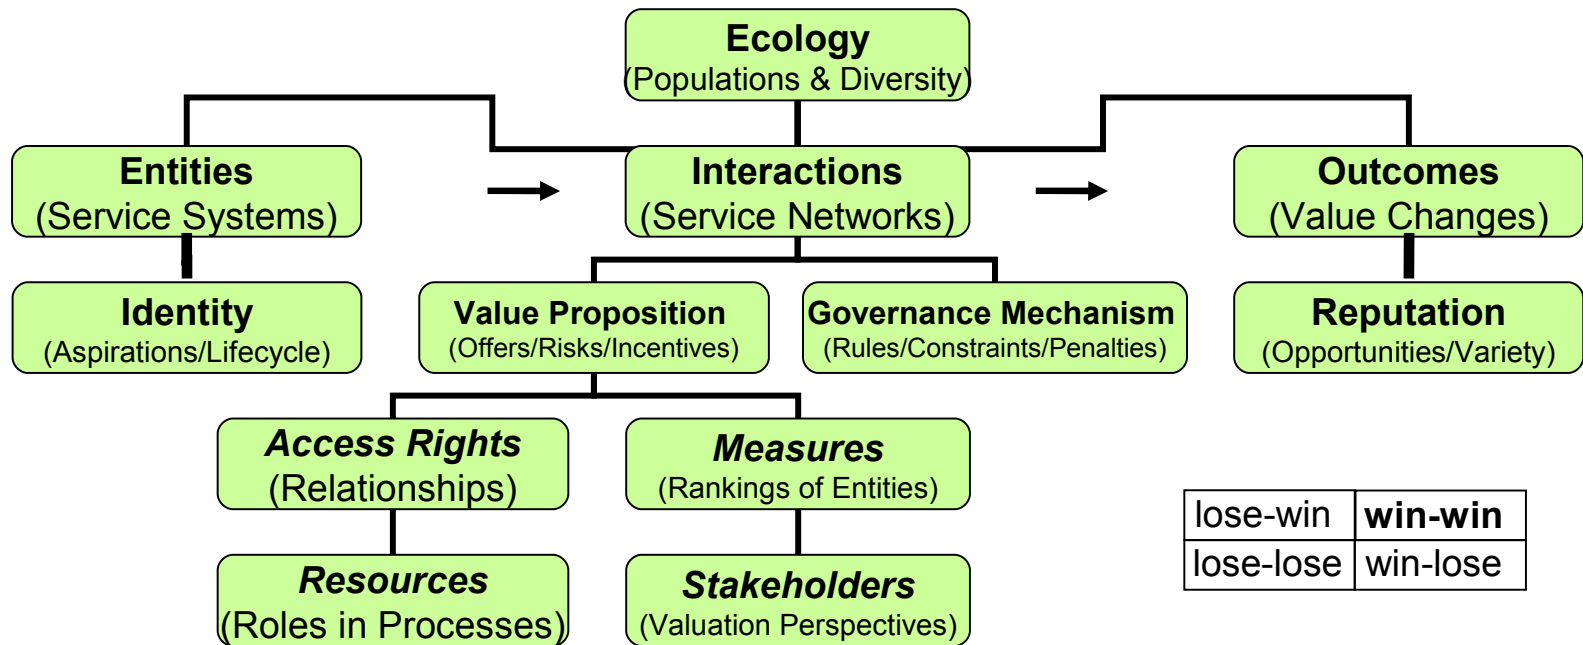 Ecology
(Populations & Diversity)
Entities
(Service Systems)
Interactions
(Service Networks)
Outcomes
(Value Changes)
Identity
(Aspirations/Lifecycle)
Value Proposition
(Offers/Risks/Incentives)
Governance Mechanism
(Rules/Constraints/Penalties)
Reputation
(Opportunities/Variety)
Access Rights
(Relationships)
Measures
(Rankings of Entities)
Resources
(Roles in Processes)
Stakeholders
(Valuation Perspectives)
lose-win win-win
lose-lose win-lose